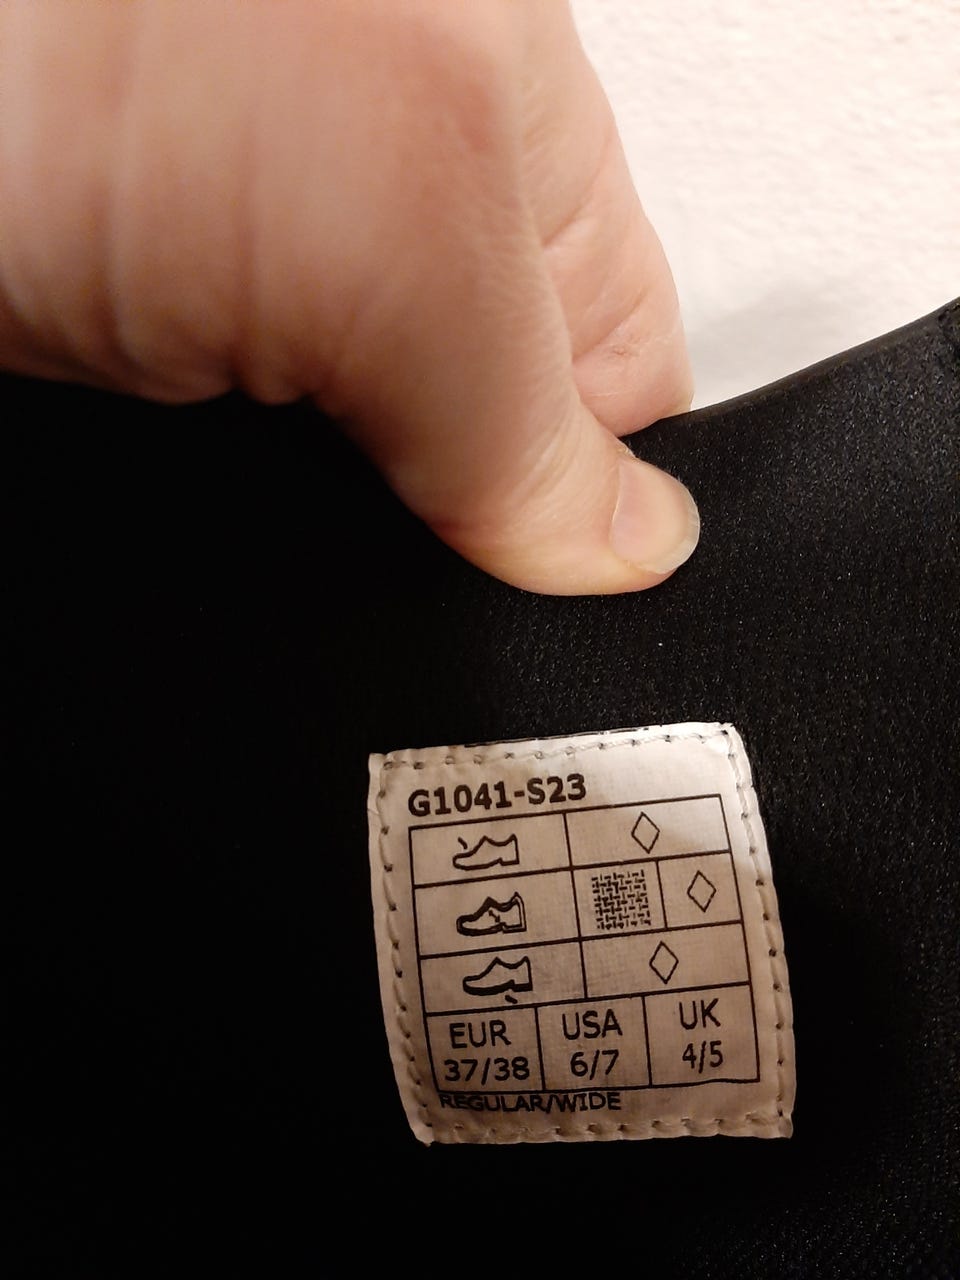 G1041-S23
EUR USA UK
37/38 6/7 4/5
REGULAR/WIDE